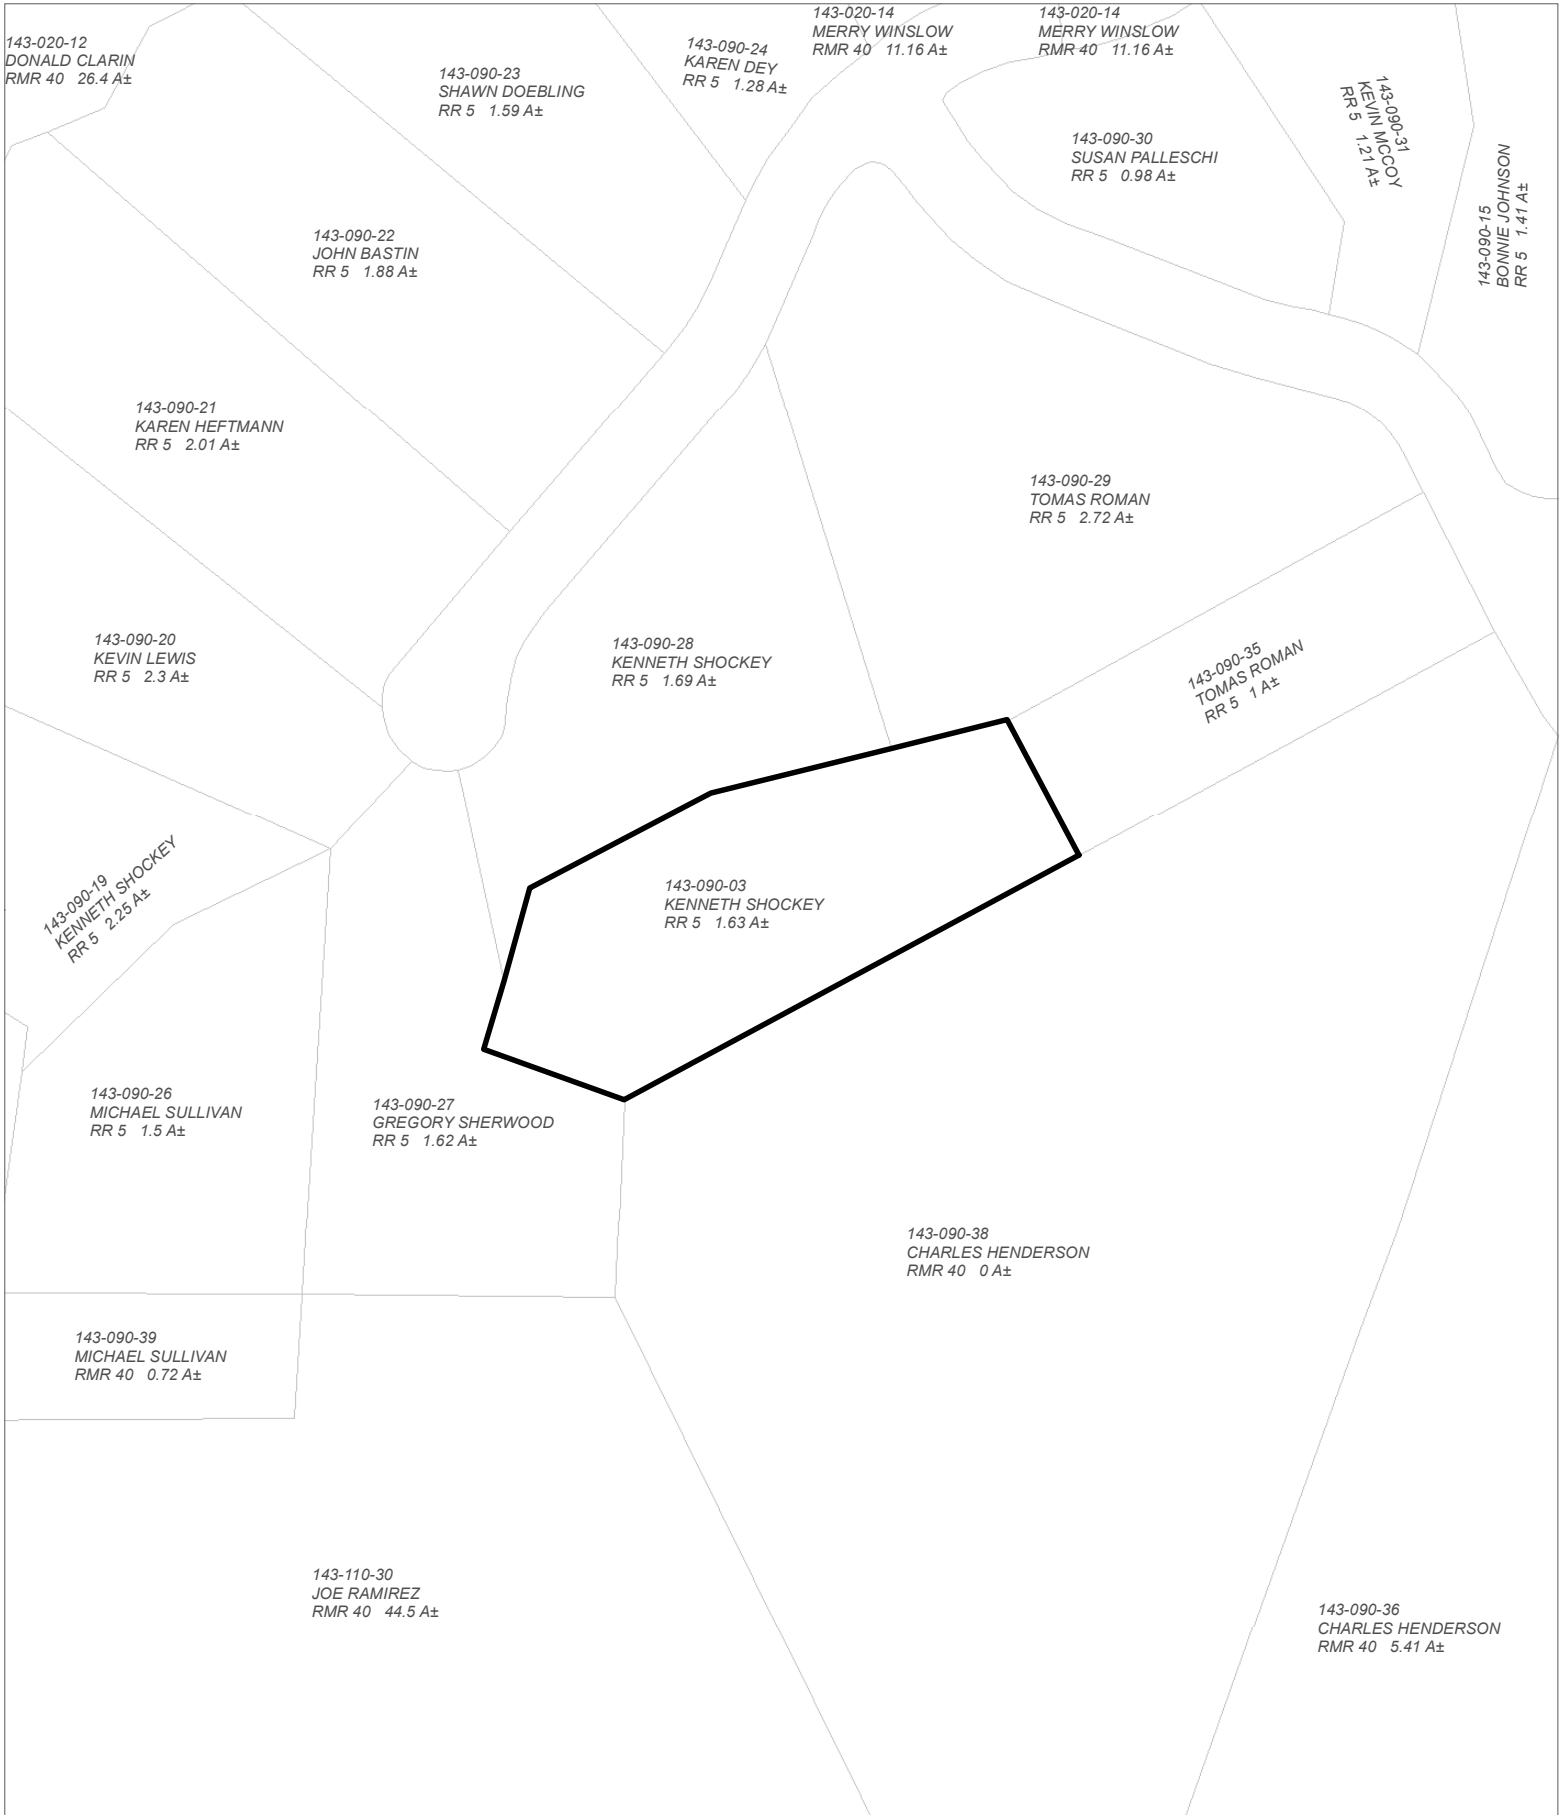 143-020-12
DONALD CLARIN
RMR 40 26.4 A±
143-090-23
SHAWN DOEBLING
RR 5 1.59 A±
143-090-24
KAREN DEY
RR 5 1.28 A±
143-020-14
MERRY WINSLOW
RMR 40 11.16 A±
143-020-14
MERRY WINSLOW
RMR 40 11.16 A±
143-090-30
SUSAN PALLESCHI
RR 5 0.98 A±
143-090-31
KEVIN MCCOY
RR 5 1.21 A±
143-090-15
BONNIE JOHNSON
RR 5 1.41 A±
143-090-22
JOHN BASTIN
RR 5 1.88 A±
143-090-21
KAREN HEFTMANN
RR 5 2.01 A±
143-090-29
TOMAS ROMAN
RR 5 2.72 A±
143-090-20
KEVIN LEWIS
RR 5 2.3 A±
143-090-28
KENNETH SHOCKEY
RR 5 1.69 A±
143-090-35
TOMAS ROMAN
RR 5 1 A±
143-090-19
KENNETH SHOCKEY
RR 5 2.25 A±
143-090-03
KENNETH SHOCKEY
RR 5 1.63 A±
143-090-26
MICHAEL SULLIVAN
RR 5 1.5 A±
143-090-27
GREGORY SHERWOOD
RR 5 1.62 A±
143-090-38
CHARLES HENDERSON
RMR 40 0 A±
143-090-39
MICHAEL SULLIVAN
RMR 40 0.72 A±
143-110-30
JOE RAMIREZ
RMR 40 44.5 A±
143-090-36
CHARLES HENDERSON
RMR 40 5.41 A±